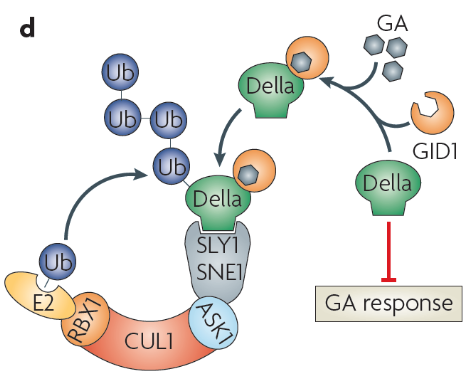 d
GA
Ub
Della
Ub
Ub
GID1
Ub
Della
Della
SLY1
SNE1
Ub
E2
RBX1
CUL1
ASK1
GA response